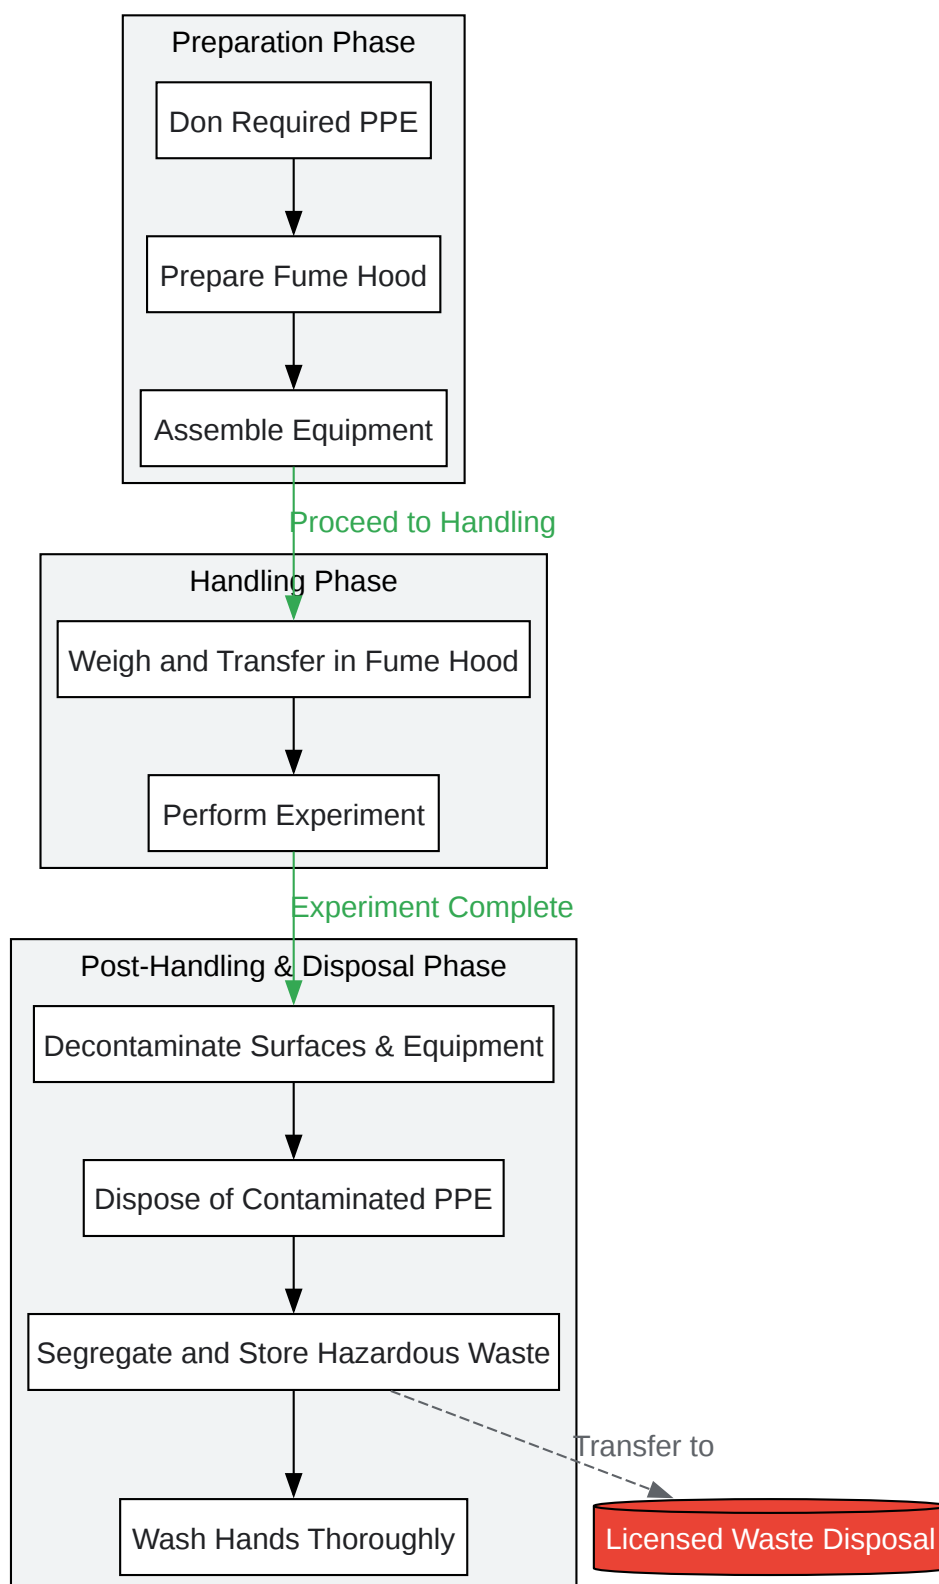 Preparation Phase
Don Required PPE
Prepare Fume Hood
Assemble Equipment
Proceed to Handling
Handling Phase
Weigh and Transfer in Fume Hood
Perform Experiment
Experiment Complete
Post-Handling & Disposal Phase
Decontaminate Surfaces & Equipment
Dispose of Contaminated PPE
Segregate and Store Hazardous Waste
Transfer to
Wash Hands Thoroughly
Licensed Waste Disposal